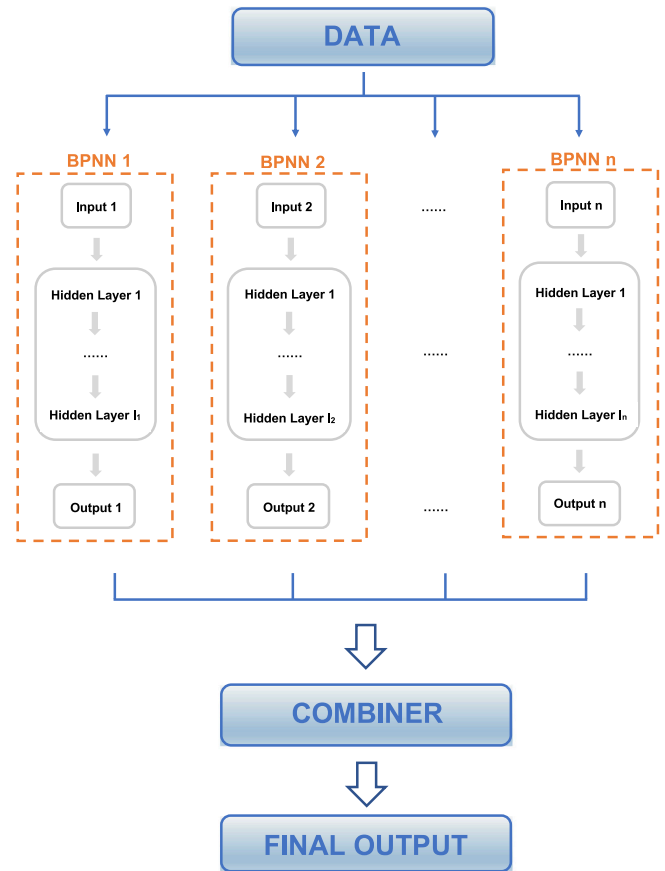 DATA
BPNN 1
Input 1
Hidden Layer 1
......
Hidden Layer l₁
Output 1
BPNN 2
Input 2
Hidden Layer 1
......
Hidden Layer l₂
Output 2
......
......
......
BPNN n
Input n
Hidden Layer 1
......
Hidden Layer lₙ
Output n
COMBINER
FINAL OUTPUT